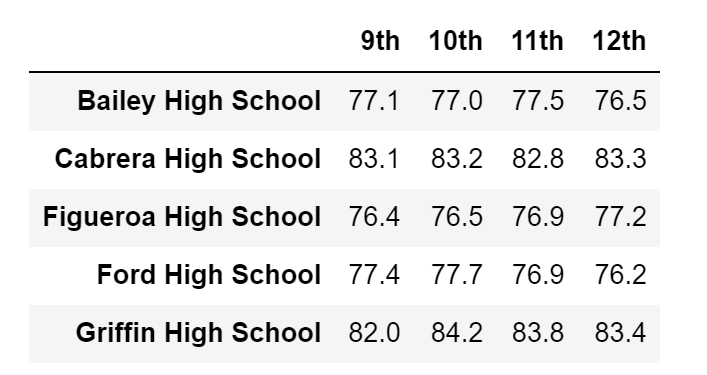 9th 10th 11th 12th
Bailey High School 77.1 77.0 77.5 76.5
Cabrera High School 83.1 83.2 82.8 83.3
Figueroa High School 76.4 76.5 76.9 77.2
Ford High School 77.4 77.7 76.9 76.2
Griffin High School 82.0 84.2 83.8 83.4